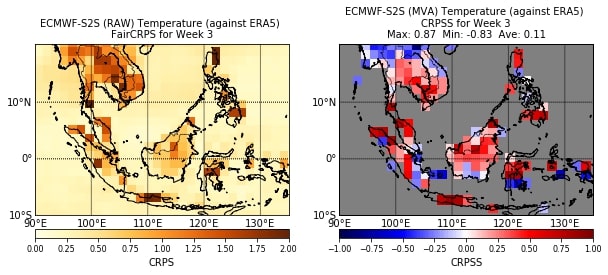 ECMWF-S2S (RAW) Temperature (against ERA5)
FairCRPS for Week 3
10°N
0°
10°S
90°E 100°E 110°E 120°E 130°E
0.00 0.25 0.50 0.75 1.00 1.25 1.50 1.75 2.00
CRPS
ECMWF-S2S (MVA) Temperature (against ERA5)
CRPSS for Week 3
Max: 0.87 Min: -0.83 Ave: 0.11
10°N
0°
10°S
90°E 100°E 110°E 120°E 130°E
−1.00 −0.75 −0.50 −0.25 0.00 0.25 0.50 0.75 1.00
CRPSS